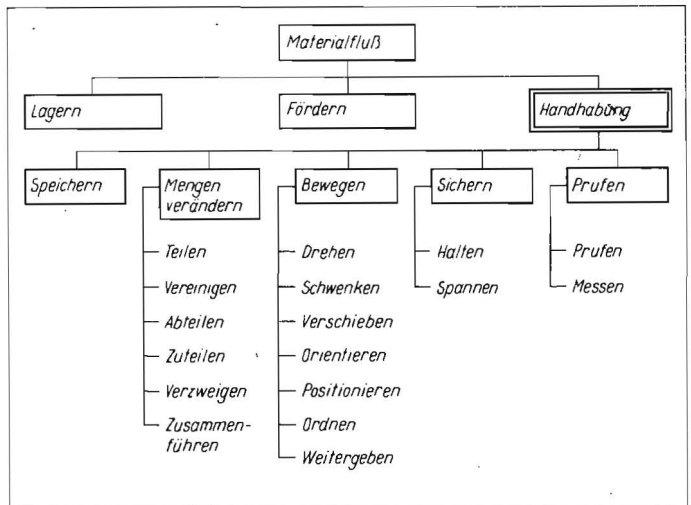 Materialfluß
Lagern
Fördern
Handhabung
Speichern
Mengen
verändern
Bewegen
Sichern
Prufen
Teilen
Vereinigen
Abteilen
Zuteilen
Verzweigen
Zusammen-
führen
Drehen
Schwenken
Verschieben
Orientieren
Positionieren
Ordnen
Weitergeben
Halten
Spannen
Prufen
Messen